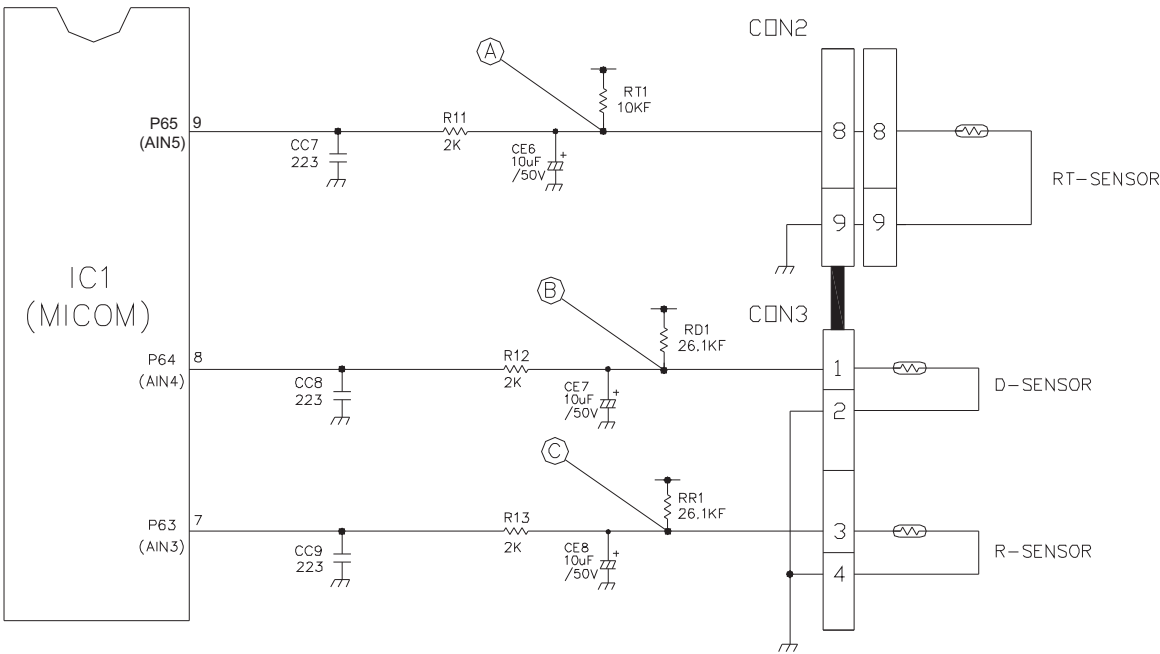 CON2
A
RT1
10KF
P65
(AIN5)
9
R11
2K
CC7
223
CE6
10uF
/50V
+
8
8
9
9
RT-SENSOR
IC1
(MICOM)
B
CON3
RD1
26.1KF
P64
(AIN4)
8
R12
2K
CC8
223
CE7
10uF
/50V
+
1
2
D-SENSOR
C
RR1
26.1KF
P63
(AIN3)
7
R13
2K
CC9
223
CE8
10uF
/50V
+
3
4
R-SENSOR